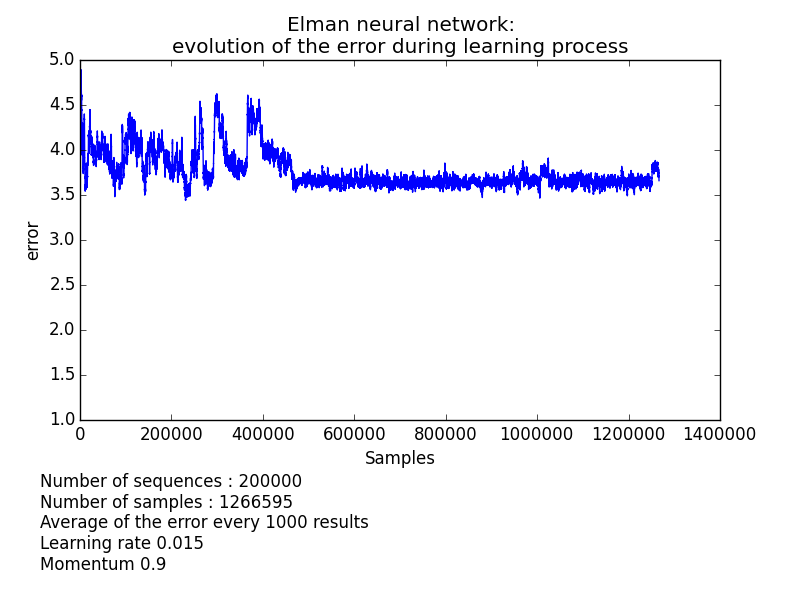 Elman neural network:
evolution of the error during learning process
5.0
4.5
4.0
3.5
3.0
2.5
2.0
1.5
1.0
error
0 200000 400000 600000 800000 1000000 1200000 1400000
Samples
Number of sequences : 200000
Number of samples : 1266595
Average of the error every 1000 results
Learning rate 0.015
Momentum 0.9